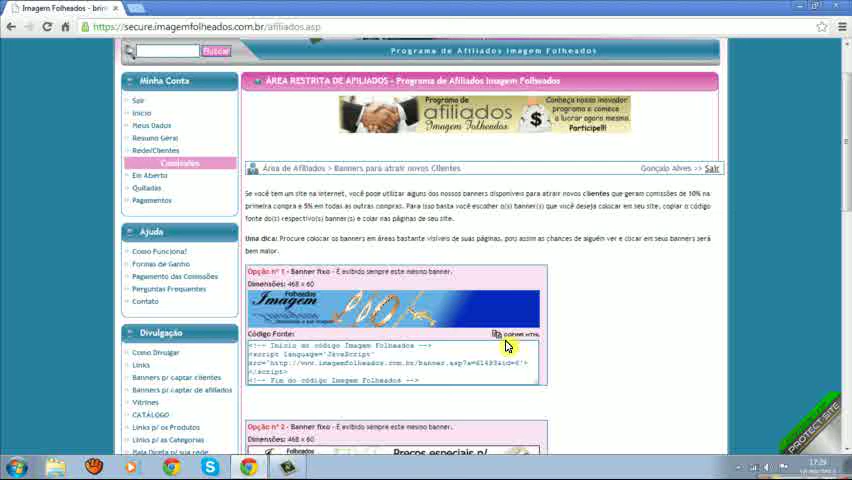 Imagem Folheados - brin
https://secure.imagemfolheados.com.br/afiliados.asp
Buscar
Programa de Afiliados Imagem Folheados
Minha Conta
Sair
Início
Meus Dados
Resumo Geral
Rede/Clientes
Comissões
Em Aberto
Quitadas
Pagamentos
Ajuda
Como Funciona?
Formas de Ganho
Pagamento das Comissões
Perguntas Frequentes
Contato
Divulgação
Como Divulgar
Links
Banners p/ captar clientes
Banners p/ captar de afiliados
Vitrines
CATÁLOGO
Links p/ os Produtos
Links p/ as Categorias
Baja Direta p/ sua rede
ÁREA RESTRITA DE AFILIADOS - Programa de Afiliados Imagem Folheados
Programa de
afiliados
Imagem Folheados
Conheça nosso inovador
programa e comece
a lucrar agora mesmo.
Participe!!!
Área de Afiliados > Banners para atrair novos Clientes
Gonçalo Alves >> Sair
Se você tem um site na internet, você pode utilizar alguns dos nossos banners disponíveis para atrair novos clientes que geram comissões de 10% na
primeira compra e 5% em todas as outras compras. Para isso basta você escolher o(s) banner(s) que você deseja colocar em seu site, copiar o código
fonte do(s) respectivo(s) banner(s) e colar nas páginas de seu site.
Uma dica: Procure colocar os banners em áreas bastante visíveis de suas páginas, pois assim as chances de alguém ver e clicar em seus banners será
bem maior.
Opção nº 1 - Banner fixo - É exibido sempre este mesmo banner.
Dimensões: 468 x 60
Folheados
Imagem
Código Fonte:
COPIAR HTML
<!-- Início do código Imagem Folheados -->
<script language="JavaScript"
</script>
<!-- Fim do código Imagem Folheados -->
Opção nº 2 - Banner fixo - É exibido sempre este mesmo banner.
Dimensões: 468 x 60
Folheados
Preços especiais p/
PROTECT SITE
17:29